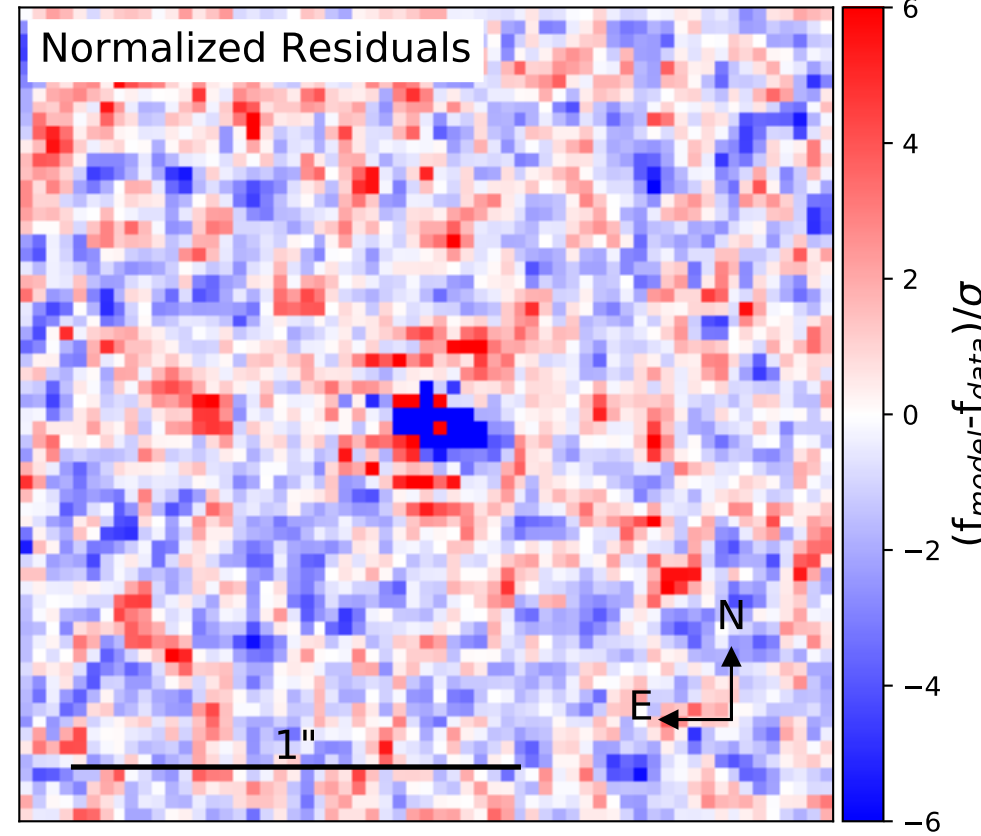 Normalized Residuals
6
4
2
0
−2
−4
−6
(f_model-f_data)/σ
N
E
1"